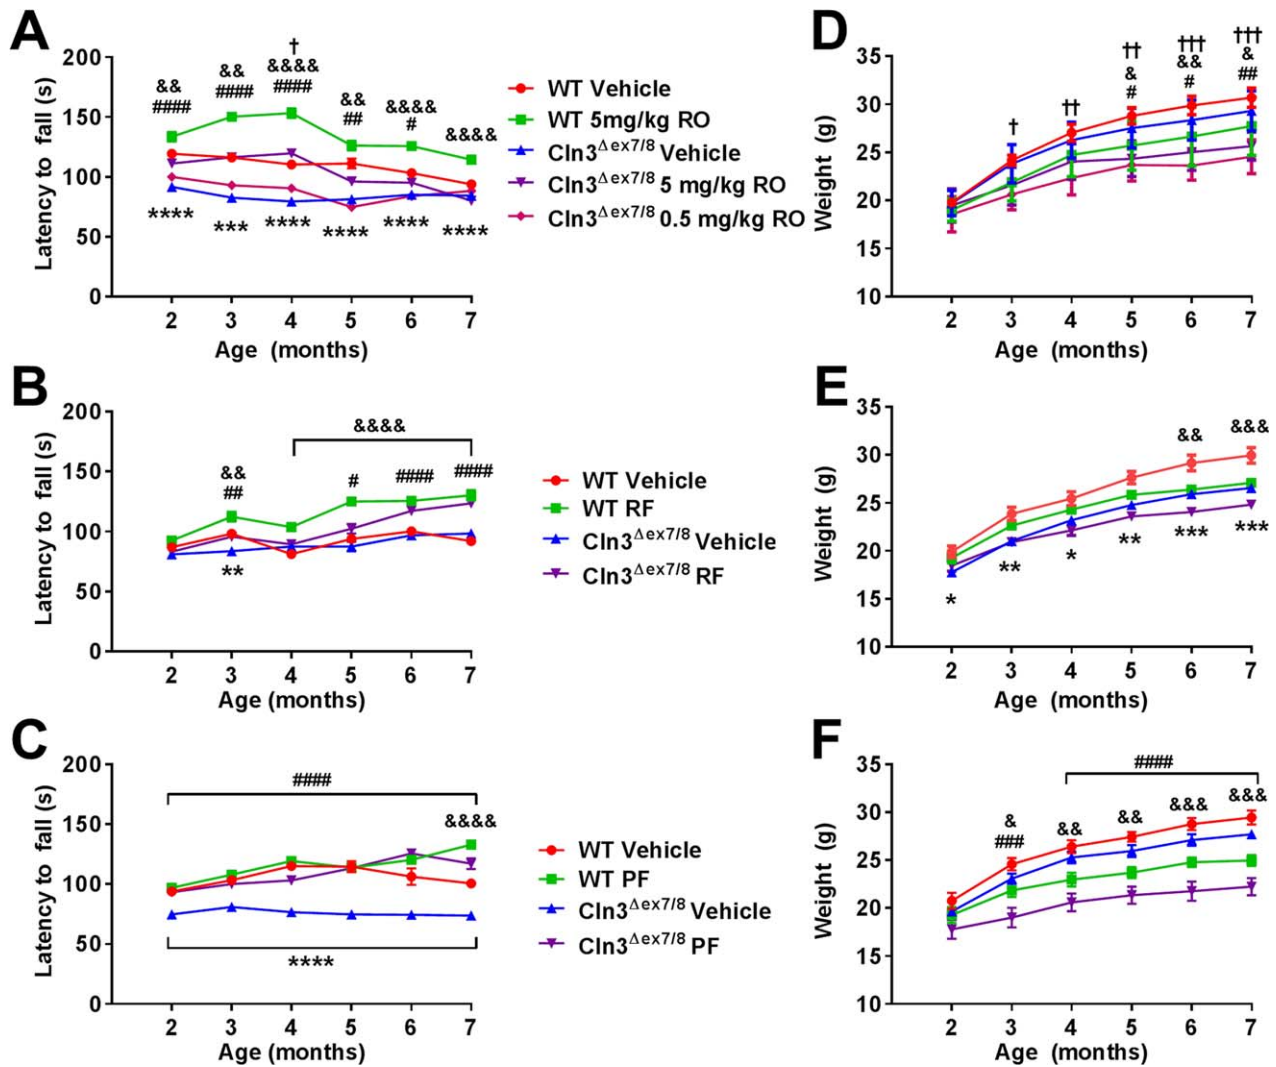 A
Latency to fall (s)
200
150
100
50
0
&& && &&&& && &&&& &&&&
#### #### #### ## #
†
**** *** **** **** **** ****
2 3 4 5 6 7
Age (months)
WT Vehicle
WT 5mg/kg RO
Cln3Δex7/8 Vehicle
Cln3Δex7/8 5 mg/kg RO
Cln3Δex7/8 0.5 mg/kg RO
D
Weight (g)
35
30
25
20
15
10
† †† †† ††† †††
& && &
# # ##
2 3 4 5 6 7
Age (months)
B
Latency to fall (s)
200
150
100
50
0
&&&&
&&
## # #### ####
**
2 3 4 5 6 7
Age (months)
WT Vehicle
WT RF
Cln3Δex7/8 Vehicle
Cln3Δex7/8 RF
E
Weight (g)
35
30
25
20
15
10
&& &&&
* ** * ** *** ***
2 3 4 5 6 7
Age (months)
C
Latency to fall (s)
200
150
100
50
0
####
&&&&
****
2 3 4 5 6 7
Age (months)
WT Vehicle
WT PF
Cln3Δex7/8 Vehicle
Cln3Δex7/8 PF
F
Weight (g)
35
30
25
20
15
10
####
& && && &&& &&&
###
2 3 4 5 6 7
Age (months)